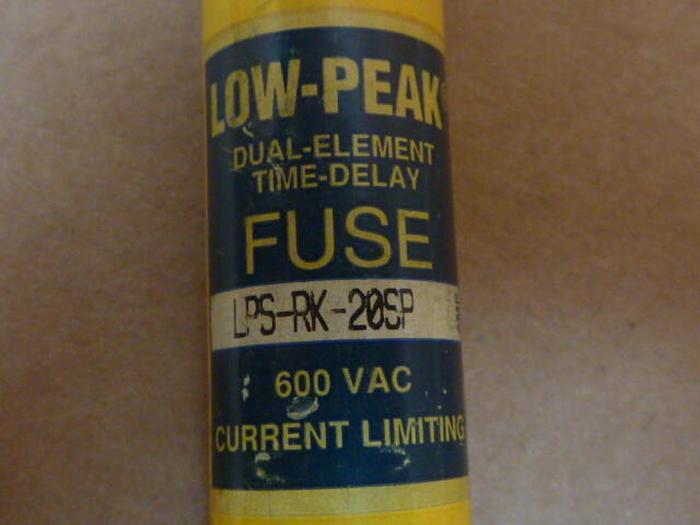 LOW-PEAK®
DUAL-ELEMENT
TIME-DELAY
FUSE
LPS-RK-20SP
600 VAC
CURRENT LIMITING